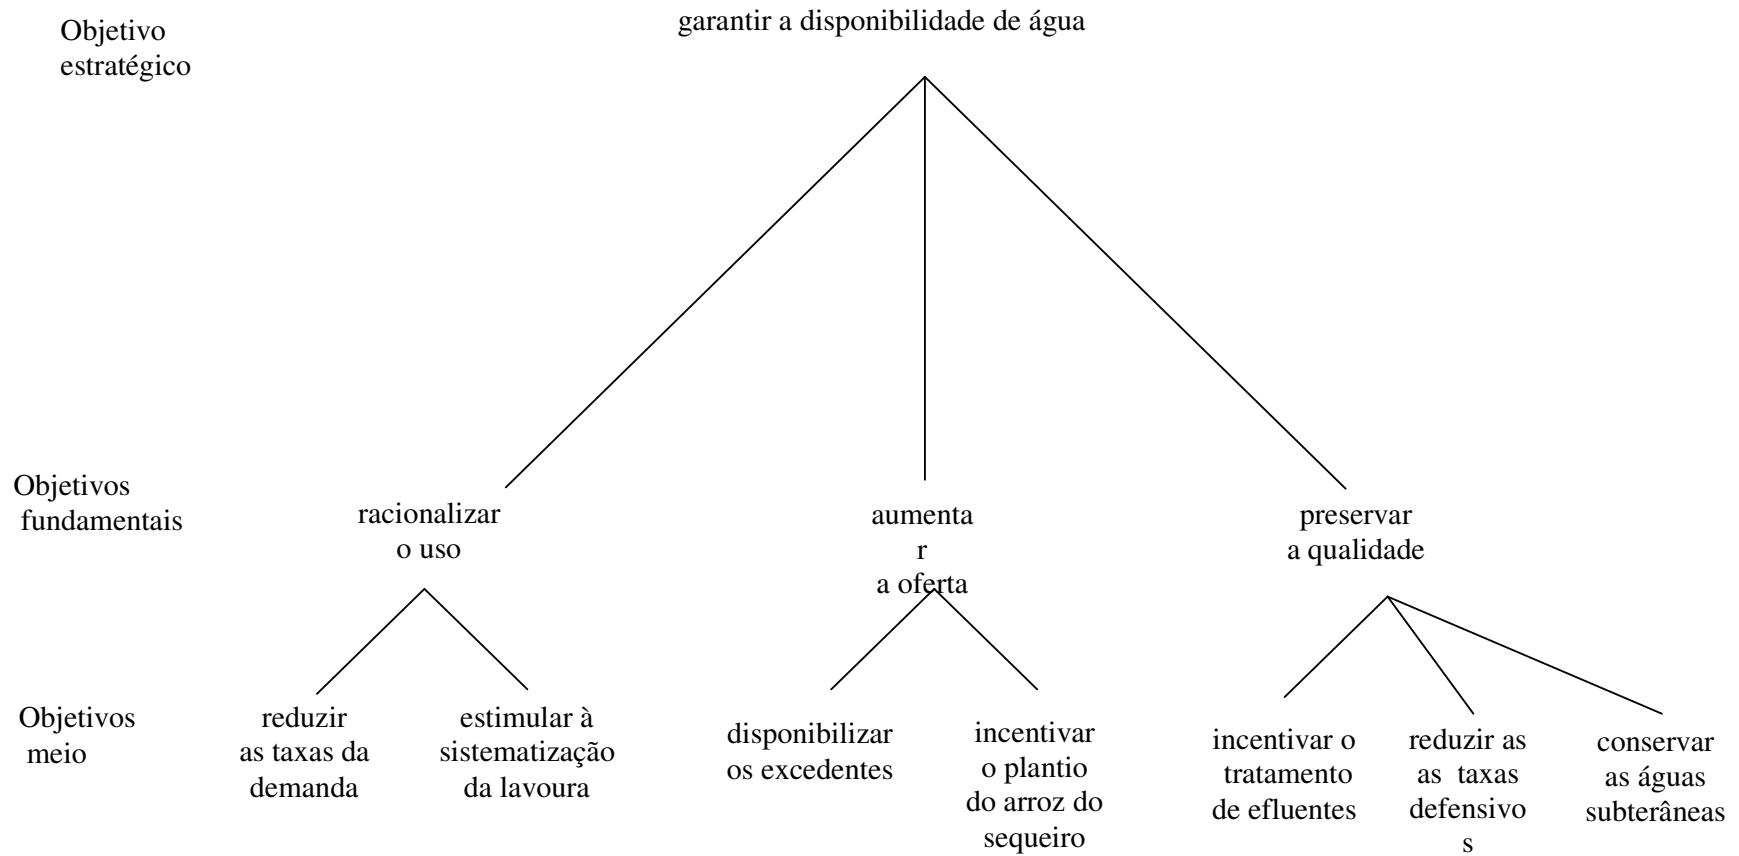 Objetivo
estratégico
garantir a disponibilidade de água
Objetivos
fundamentais
racionalizar
o uso
aumenta
r
a oferta
preservar
a qualidade
Objetivos
meio
reduzir
as taxas da
demanda
estimular à
sistematização
da lavoura
disponibilizar
os excedentes
incentivar
o plantio
do arroz do
sequeiro
incentivar o
tratamento
de efluentes
reduzir as
as taxas
defensivo
s
conservar
as águas
subterâneas